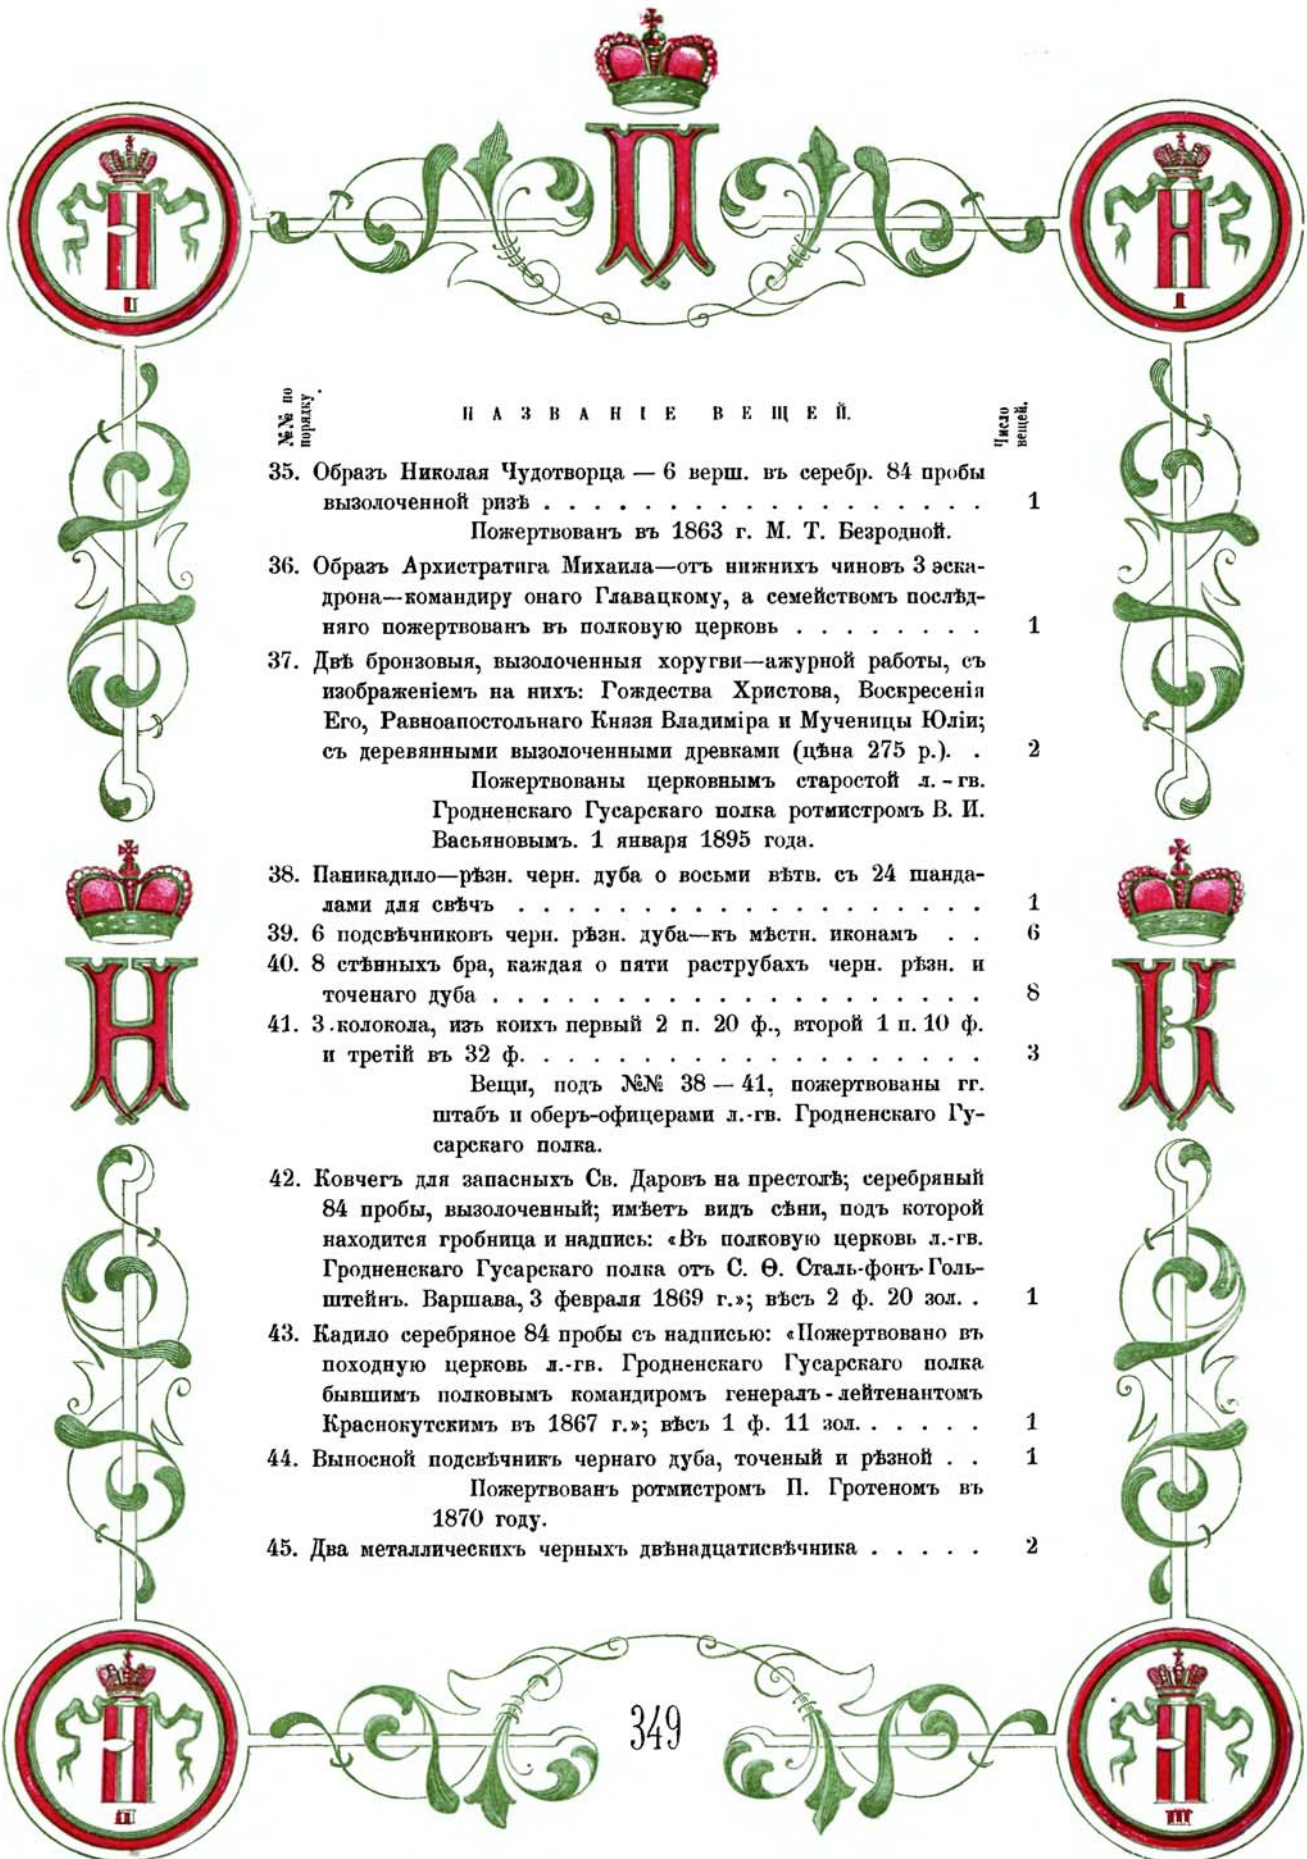 П
II
I
№№ по
порядку.
НАЗВАНІЕ ВЕЩЕЙ.
Число
вещей.
35. Образъ Николая Чудотворца — 6 верш. въ серебр. 84 пробы
вызолоченной ризѣ . . . . . . . . . . . . . . . . . . 1
Пожертвованъ въ 1863 г. М. Т. Безродной.
36. Образъ Архистратига Михаила—отъ нижнихъ чиновъ 3 эска-
дрона—командиру онаго Главацкому, а семействомъ послѣд-
няго пожертвованъ въ полковую церковь . . . . . . . . 1
37. Двѣ бронзовыя, вызолоченныя хоругви—ажурной работы, съ
изображеніемъ на нихъ: Рождества Христова, Воскресенія
Его, Равноапостольнаго Князя Владиміра и Мученицы Юліи;
съ деревянными вызолоченными древками (цѣна 275 р.). . 2
Пожертвованы церковнымъ старостой л.-гв.
Гродненскаго Гусарскаго полка ротмистромъ В. И.
Васьяновымъ. 1 января 1895 года.
38. Паникадило—рѣзн. черн. дуба о восьми вѣтв. съ 24 шанда-
лами для свѣчъ . . . . . . . . . . . . . . . . . . . 1
39. 6 подсвѣчниковъ черн. рѣзн. дуба—къ мѣстн. иконамъ . . 6
40. 8 стѣнныхъ бра, каждая о пяти раструбахъ черн. рѣзн. и
точенаго дуба . . . . . . . . . . . . . . . . . . . . 8
41. 3 колокола, изъ коихъ первый 2 п. 20 ф., второй 1 п. 10 ф.
и третій въ 32 ф. . . . . . . . . . . . . . . . . . . 3
Вещи, подъ №№ 38 — 41, пожертвованы гг.
штабъ и оберъ-офицерами л.-гв. Гродненскаго Гу-
сарскаго полка.
42. Ковчегъ для запасныхъ Св. Даровъ на престолѣ; серебряный
84 пробы, вызолоченный; имѣетъ видъ сѣни, подъ которой
находится гробница и надпись: «Въ полковую церковь л.-гв.
Гродненскаго Гусарскаго полка отъ С. Ѳ. Сталь-фонъ-Голь-
штейнъ. Варшава, 3 февраля 1869 г.»; вѣсъ 2 ф. 20 зол. . 1
43. Кадило серебряное 84 пробы съ надписью: «Пожертвовано въ
походную церковь л.-гв. Гродненскаго Гусарскаго полка
бывшимъ полковымъ командиромъ генералъ-лейтенантомъ
Краснокутскимъ въ 1867 г.»; вѣсъ 1 ф. 11 зол. . . . . . 1
44. Выносной подсвѣчникъ чернаго дуба, точеный и рѣзной . . 1
Пожертвованъ ротмистромъ П. Гротеномъ въ
1870 году.
45. Два металлическихъ черныхъ двѣнадцатисвѣчника . . . . . 2
349
III